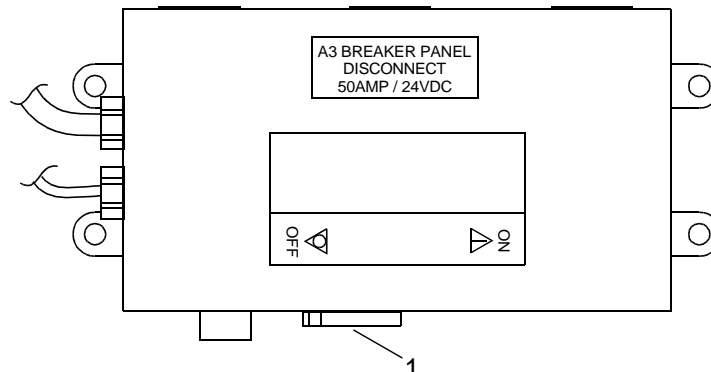 A3 BREAKER PANEL
DISCONNECT
50AMP / 24VDC
OFF
ON
1